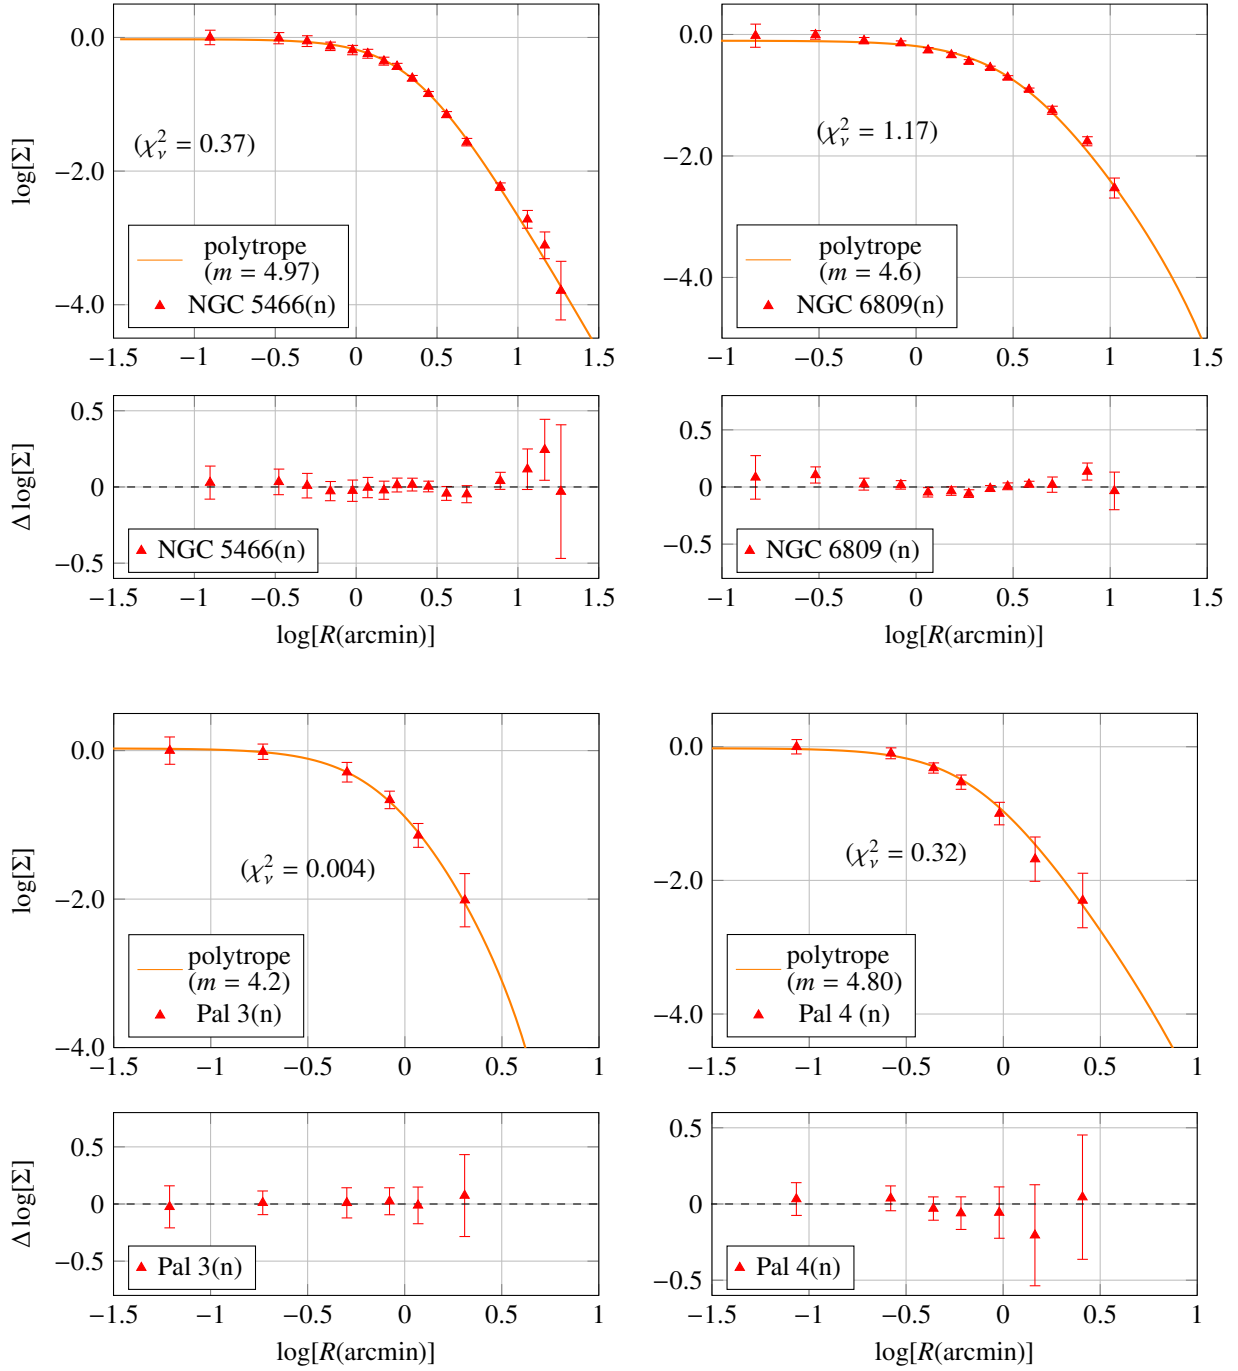 0.0
−2.0
−4.0
log[Σ]
(χ²ᵥ = 0.37)
polytrope
(m = 4.97)
NGC 5466(n)
−1.5 −1 −0.5 0 0.5 1 1.5
0.0
−2.0
−4.0
(χ²ᵥ = 1.17)
polytrope
(m = 4.6)
NGC 6809(n)
−1 −0.5 0 0.5 1 1.5
0.5
0
−0.5
Δ log[Σ]
NGC 5466(n)
−1.5 −1 −0.5 0 0.5 1 1.5
log[R(arcmin)]
0.5
0
−0.5
NGC 6809 (n)
−1 −0.5 0 0.5 1 1.5
log[R(arcmin)]
0.0
−2.0
−4.0
log[Σ]
(χ²ᵥ = 0.004)
polytrope
(m = 4.2)
Pal 3(n)
−1.5 −1 −0.5 0 0.5 1
0.0
−2.0
−4.0
(χ²ᵥ = 0.32)
polytrope
(m = 4.80)
Pal 4 (n)
−1.5 −1 −0.5 0 0.5 1
0.5
0
−0.5
Δ log[Σ]
Pal 3(n)
−1.5 −1 −0.5 0 0.5 1
log[R(arcmin)]
0.5
0
−0.5
Pal 4(n)
−1.5 −1 −0.5 0 0.5 1
log[R(arcmin)]